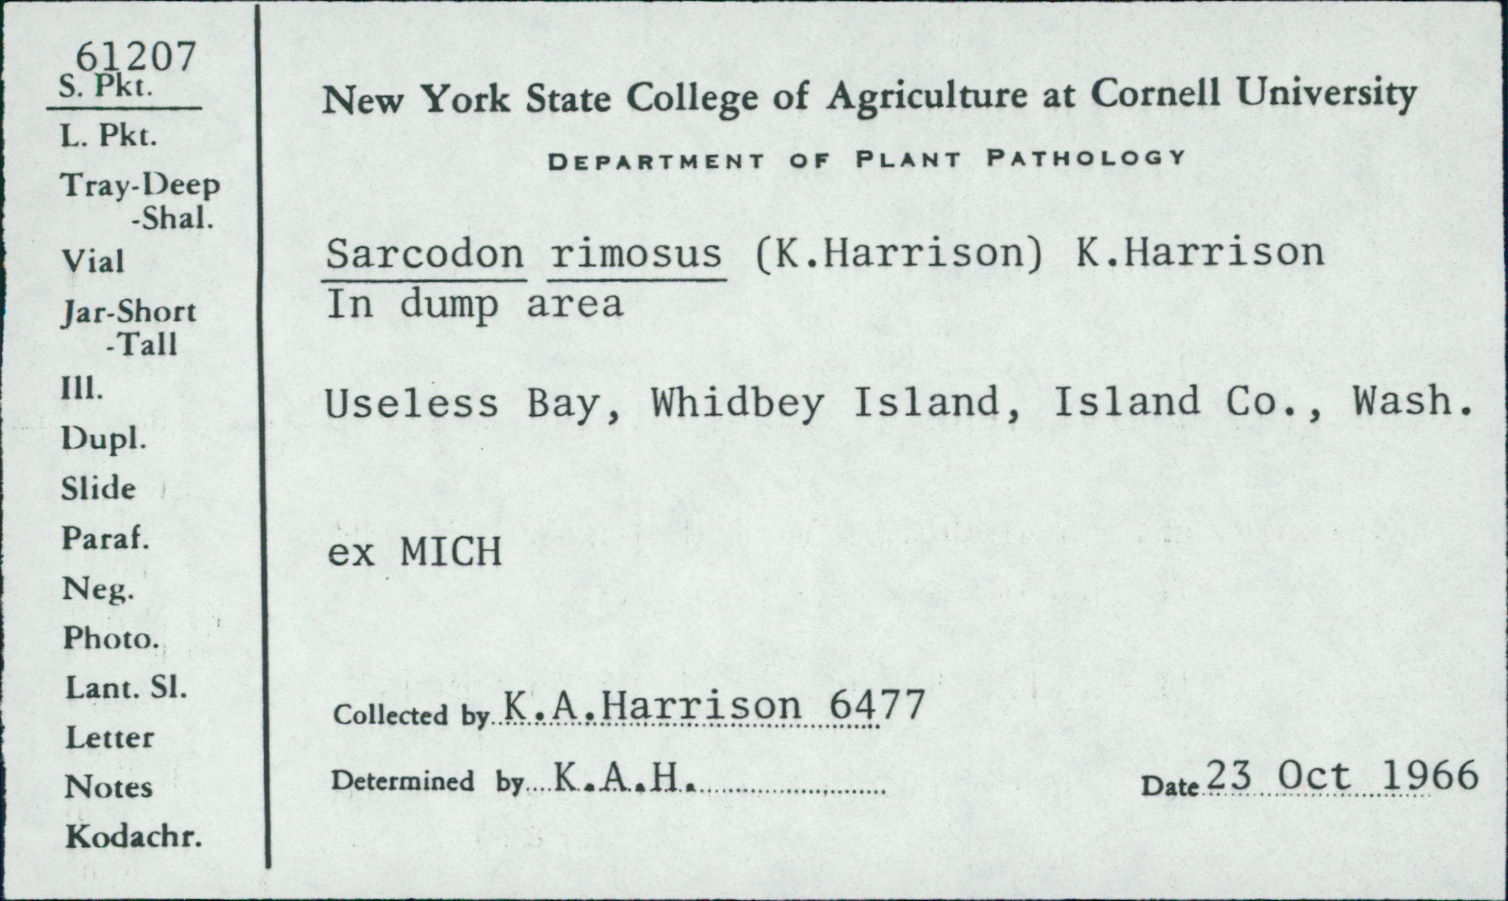 61207
S. Pkt.
L. Pkt.
Tray-Deep
-Shal.
Vial
Jar-Short
-Tall
Ill.
Dupl.
Slide
Paraf.
Neg.
Photo.
Lant. Sl.
Letter
Notes
Kodachr.
New York State College of Agriculture at Cornell University
DEPARTMENT OF PLANT PATHOLOGY
Sarcodon rimosus (K.Harrison) K.Harrison
In dump area
Useless Bay, Whidbey Island, Island Co., Wash.
ex MICH
Collected by K.A.Harrison 6477
Determined by K.A.H.
Date 23 Oct 1966